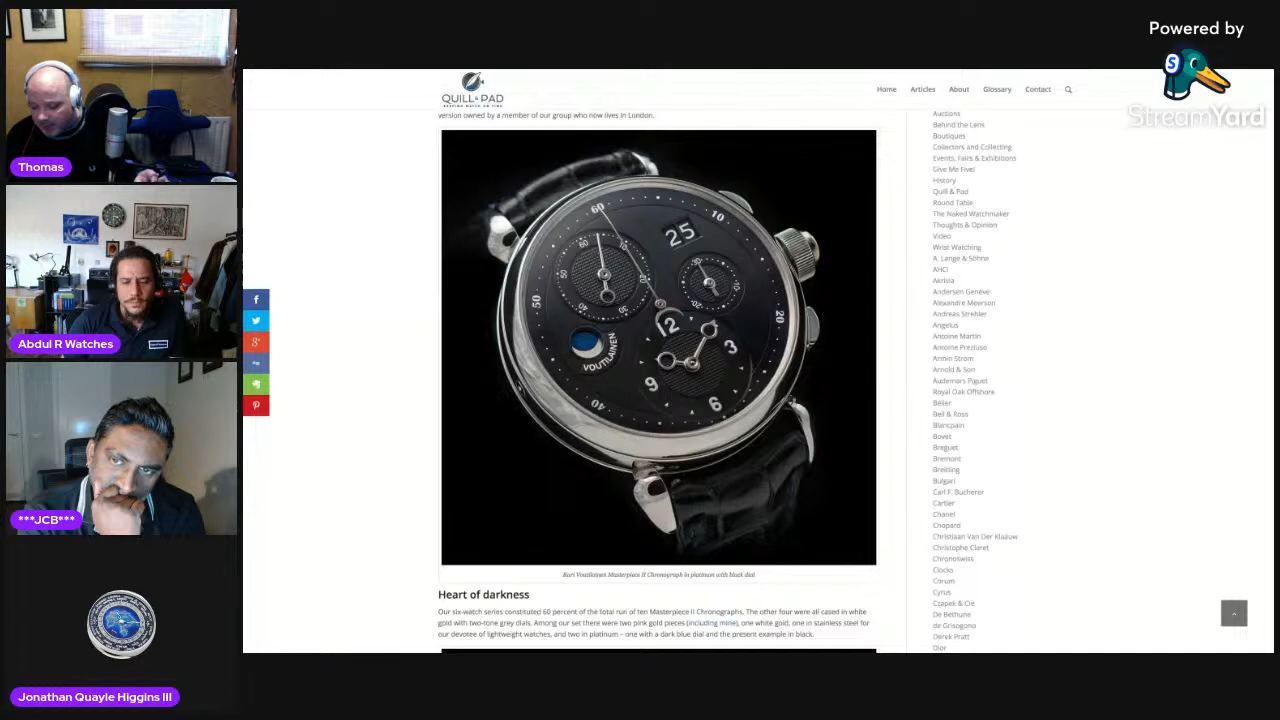 Powered by
StreamYard
QUILL & PAD
KEEPING WATCH ON TIME
Home
Articles
About
Glossary
Contact
version owned by a member of our group who now lives in London.
60
10
25
20
50
40
12
3
6
9
60
50
40
30
VOUTILAINEN
Kari Voutilainen Masterpiece II Chronograph in platinum with black dial
Heart of darkness
Our six-watch series constituted 60 percent of the total run of ten Masterpiece II Chronographs. The other four were all cased in white
gold with two-tone grey dials. Among our set there were two pink gold pieces (including mine), one white gold, one in stainless steel for
our devotee of lightweight watches, and two in platinum – one with a dark blue dial and the present example in black.
Auctions
Behind the Lens
Boutiques
Collectors and Collecting
Events, Fairs & Exhibitions
Give Me Five!
History
Quill & Pad
Round Table
The Naked Watchmaker
Thoughts & Opinion
Video
Wrist Watching
A. Lange & Söhne
AHCI
Akrivia
Andersen Genève
Alexandre Meerson
Andreas Strehler
Angelus
Antoine Martin
Antoine Preziuso
Armin Strom
Arnold & Son
Audemars Piguet
Royal Oak Offshore
Bélier
Bell & Ross
Blancpain
Bovet
Breguet
Bremont
Breitling
Bulgari
Carl F. Bucherer
Cartier
Chanel
Chopard
Christiaan Van Der Klaauw
Christophe Claret
Chronoswiss
Clocks
Corum
Cyrus
Czapek & Cie
De Bethune
de Grisogono
Derek Pratt
Dior
Thomas
Abdul R Watches
***JCB***
Jonathan Quayle Higgins III